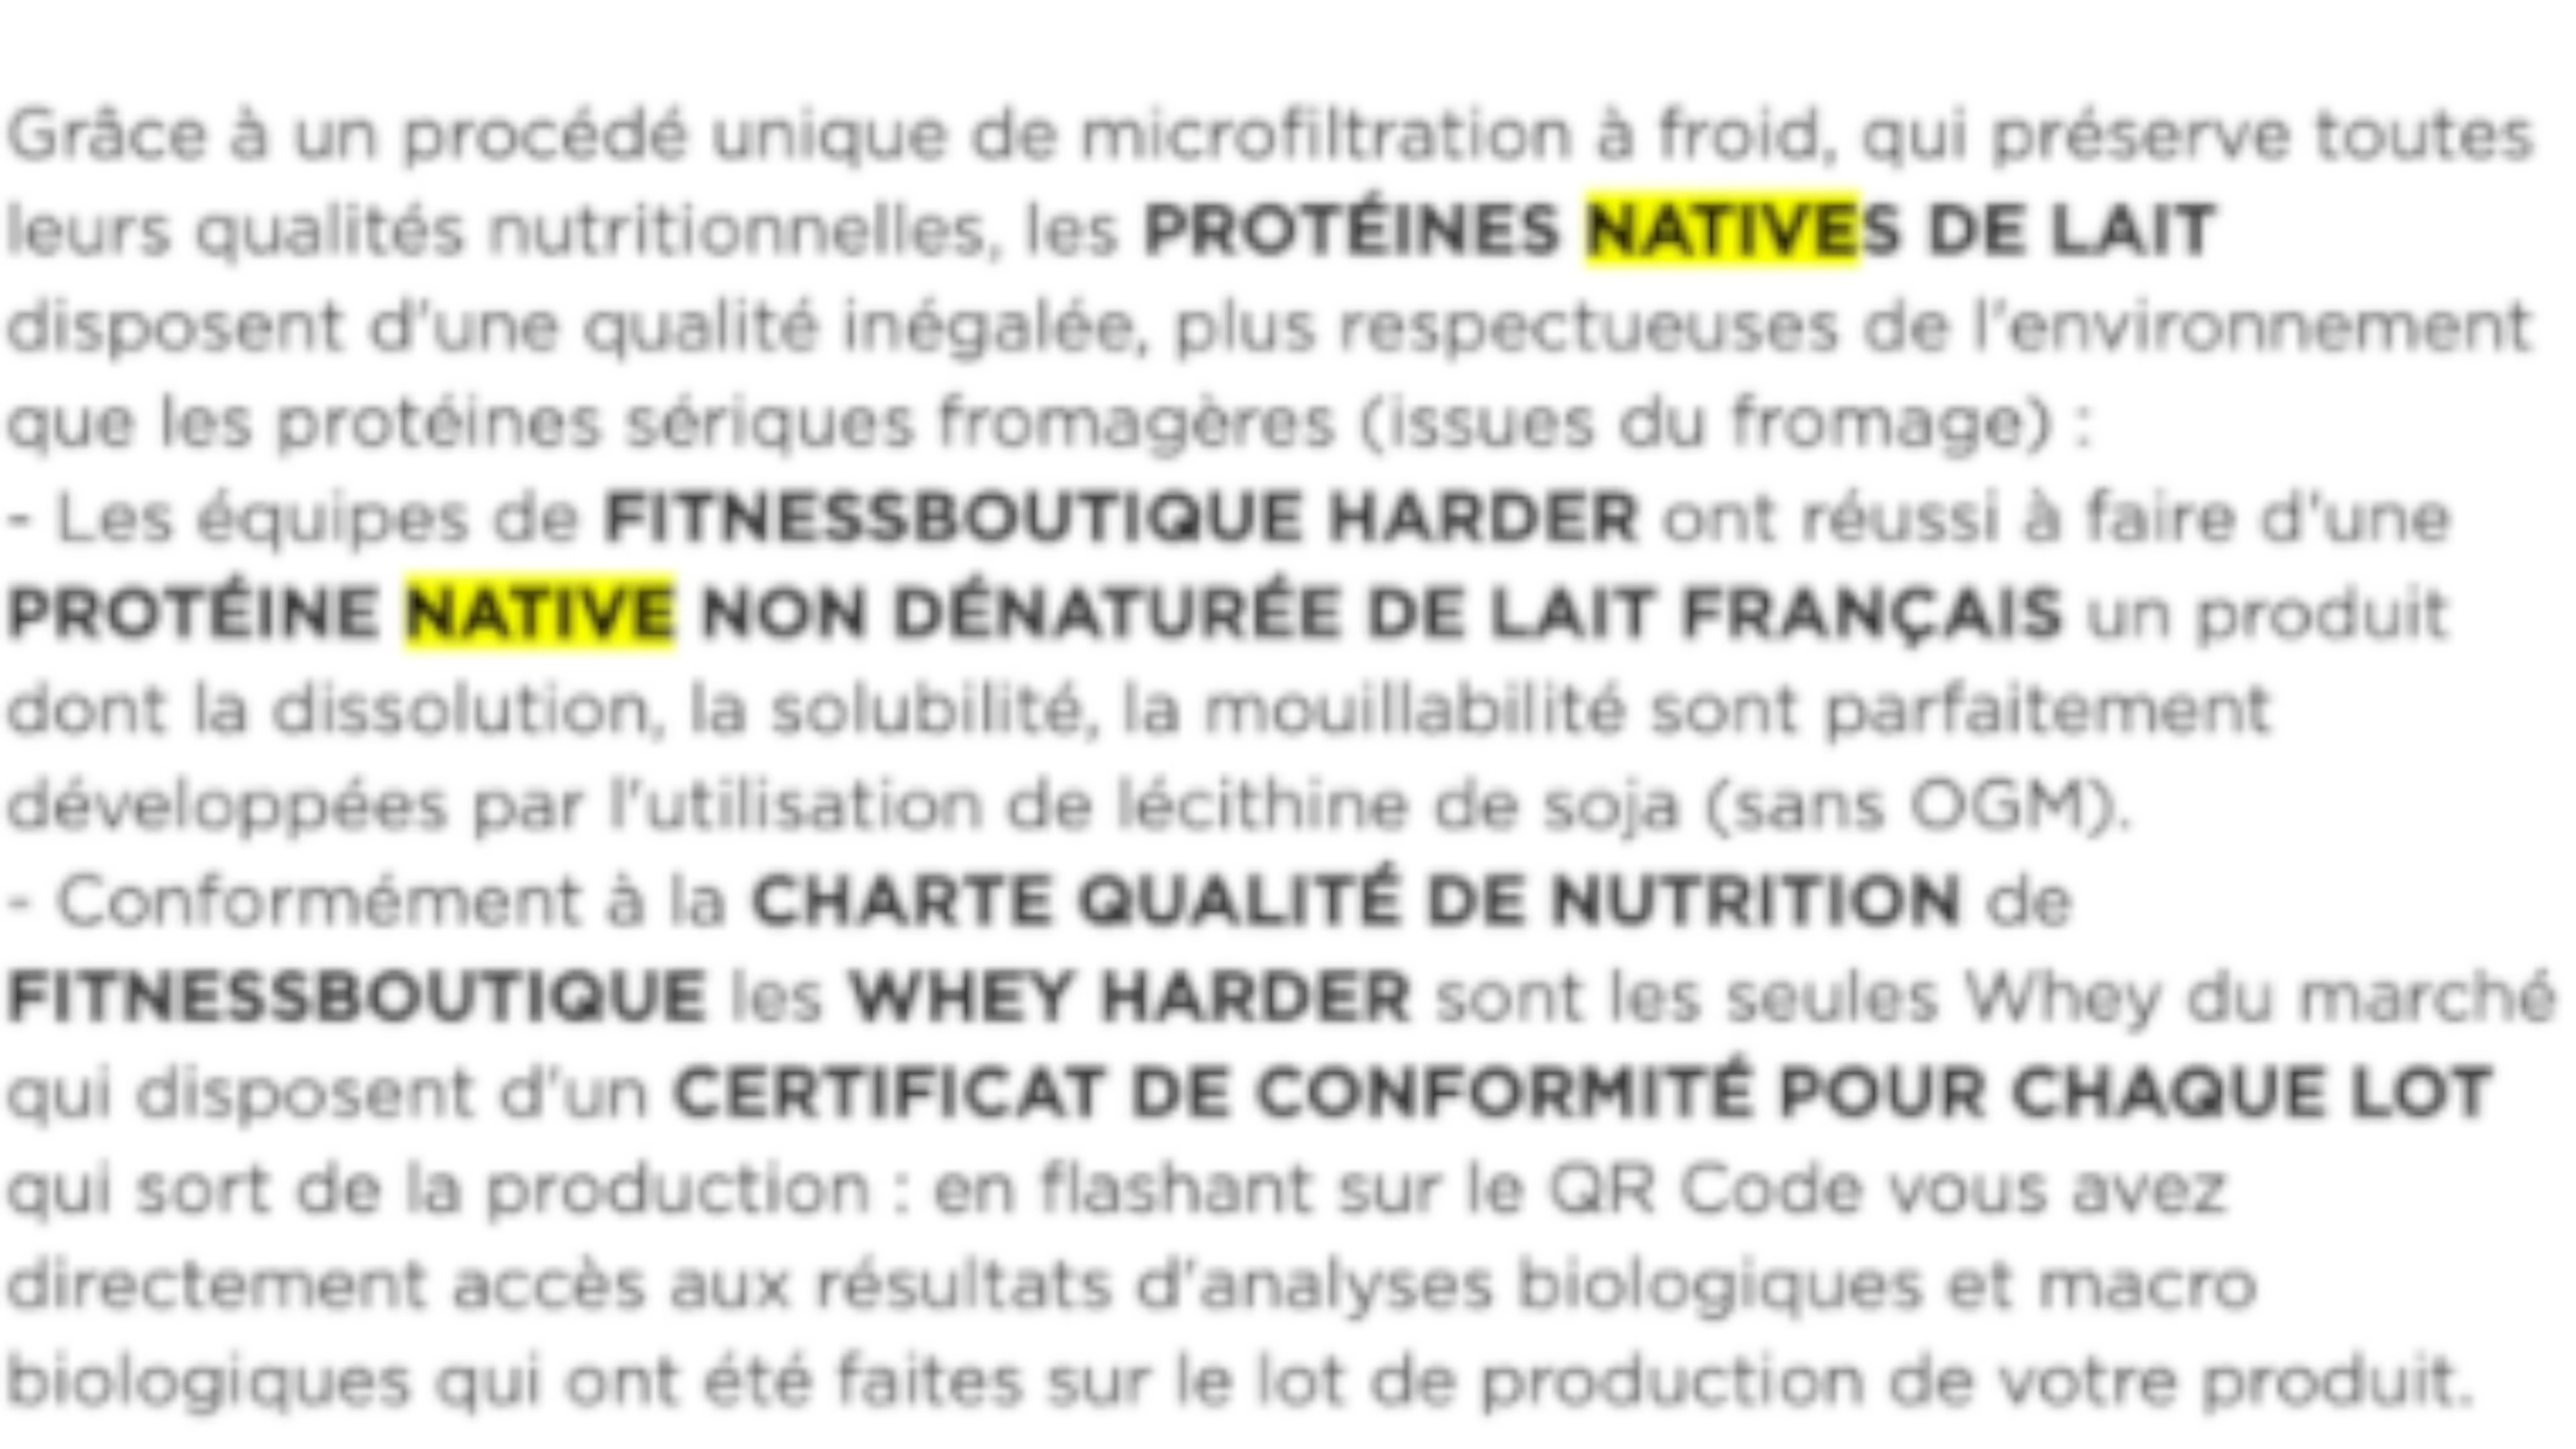 Grâce à un procédé unique de microfiltration à froid, qui préserve toutes
leurs qualités nutritionnelles, les PROTÉINES NATIVES DE LAIT
disposent d'une qualité inégalée, plus respectueuses de l'environnement
que les protéines sériques fromagères (issues du fromage) :
- Les équipes de FITNESSBOUTIQUE HARDER ont réussi à faire d'une
PROTÉINE NATIVE NON DÉNATURÉE DE LAIT FRANÇAIS un produit
dont la dissolution, la solubilité, la mouillabilité sont parfaitement
développées par l'utilisation de lécithine de soja (sans OGM).
- Conformément à la CHARTE QUALITÉ DE NUTRITION de
FITNESSBOUTIQUE les WHEY HARDER sont les seules Whey du marché
qui disposent d'un CERTIFICAT DE CONFORMITÉ POUR CHAQUE LOT
qui sort de la production : en flashant sur le QR Code vous avez
directement accès aux résultats d'analyses biologiques et macro
biologiques qui ont été faites sur le lot de production de votre produit.